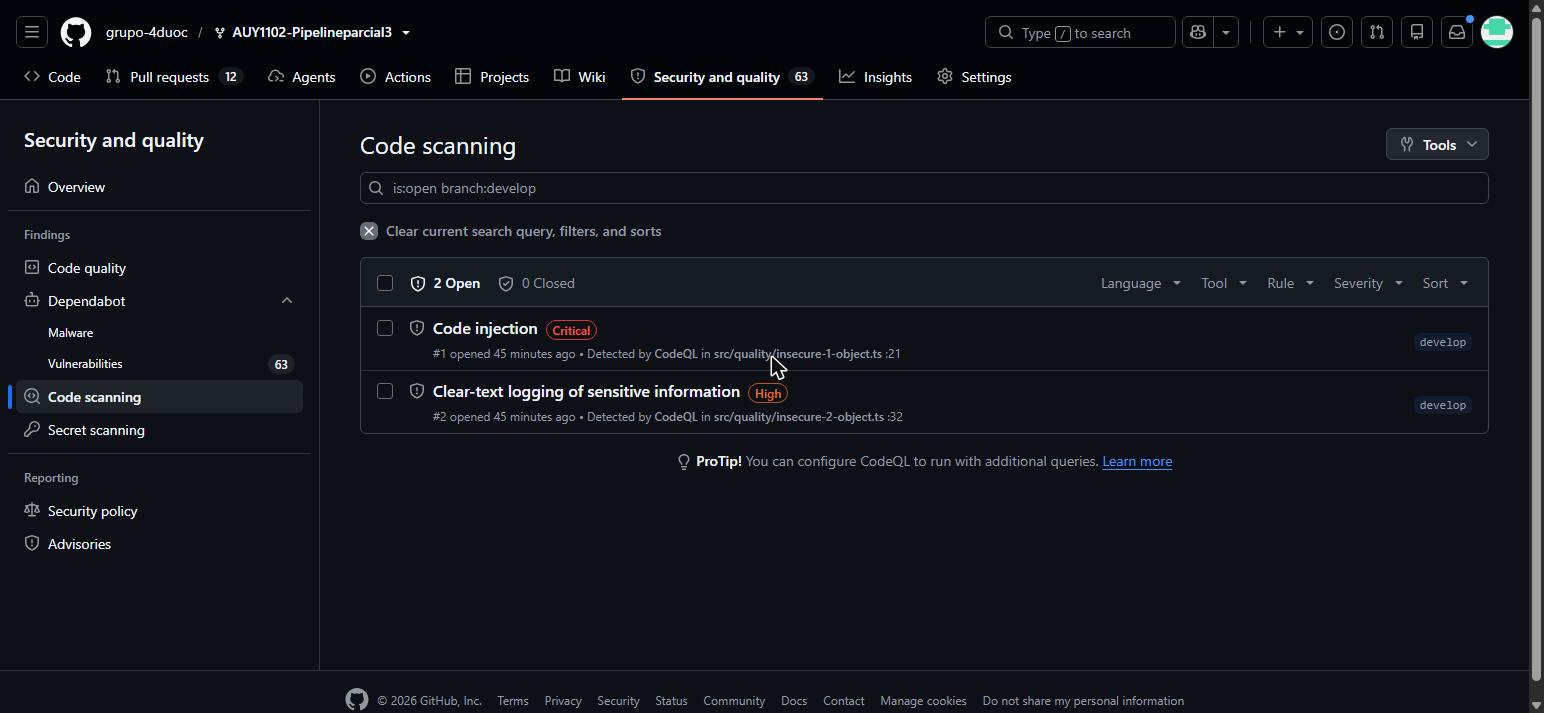 grupo-4duoc / AUY1102-Pipelineparcial3
Type / to search
Code
Pull requests 12
Agents
Actions
Projects
Wiki
Security and quality 63
Insights
Settings
Security and quality
Overview
Findings
Code quality
Dependabot
Malware
Vulnerabilities 63
Code scanning
Secret scanning
Reporting
Security policy
Advisories
Code scanning
Tools
is:open branch:develop
Clear current search query, filters, and sorts
2 Open 0 Closed Language Tool Rule Severity Sort
Code injection Critical
#1 opened 45 minutes ago • Detected by CodeQL in src/quality/insecure-1-object.ts :21
develop
Clear-text logging of sensitive information High
#2 opened 45 minutes ago • Detected by CodeQL in src/quality/insecure-2-object.ts :32
develop
ProTip! You can configure CodeQL to run with additional queries. Learn more
© 2026 GitHub, Inc. Terms Privacy Security Status Community Docs Contact Manage cookies Do not share my personal information